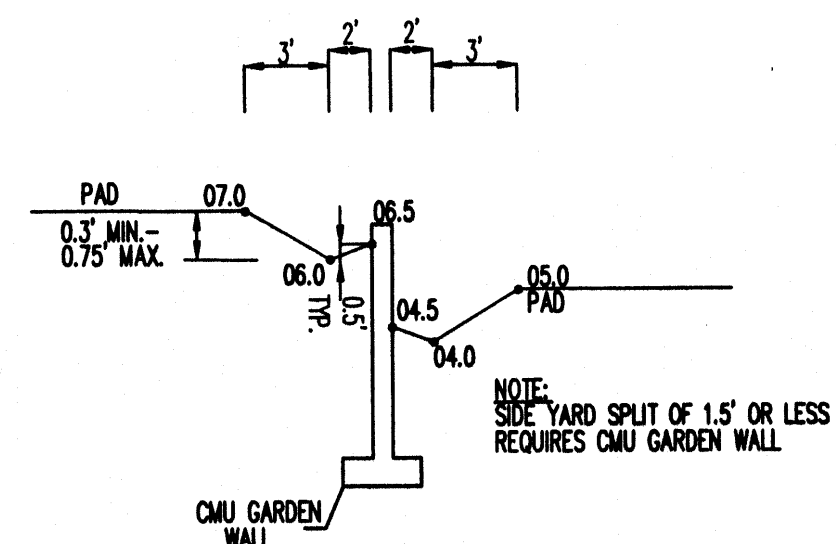 3'
2'
2'
3'
PAD
07.0
0.3' MIN.-
0.75' MAX.
06.5
06.0
0.5'
TYP.
04.5
04.0
05.0
PAD
NOTE:
SIDE YARD SPLIT OF 1.5' OR LESS
REQUIRES CMU GARDEN WALL
CMU GARDEN
WALL